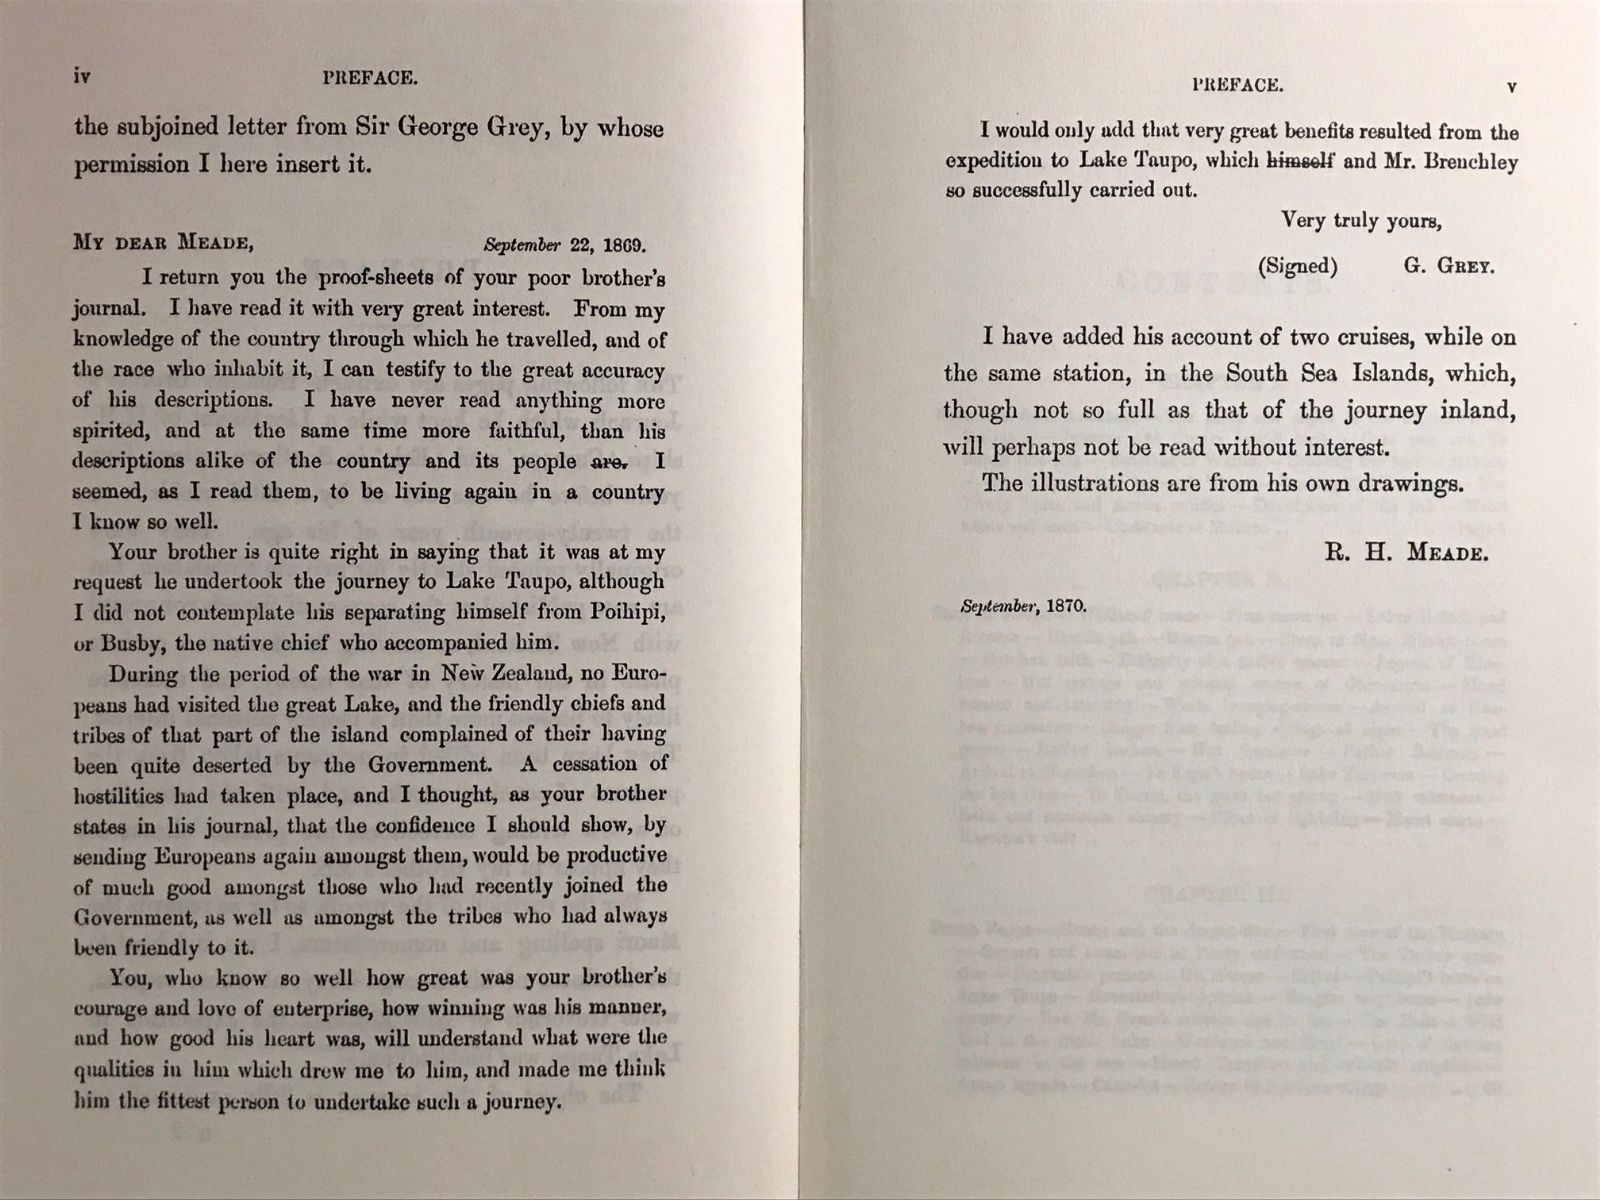 iv PREFACE.
the subjoined letter from Sir George Grey, by whose
permission I here insert it.
MY DEAR MEADE, September 22, 1869.
I return you the proof-sheets of your poor brother's
journal. I have read it with very great interest. From my
knowledge of the country through which he travelled, and of
the race who inhabit it, I can testify to the great accuracy
of his descriptions. I have never read anything more
spirited, and at the same time more faithful, than his
descriptions alike of the country and its people are. I
seemed, as I read them, to be living again in a country
I know so well.
Your brother is quite right in saying that it was at my
request he undertook the journey to Lake Taupo, although
I did not contemplate his separating himself from Poihipi,
or Busby, the native chief who accompanied him.
During the period of the war in New Zealand, no Euro-
peans had visited the great Lake, and the friendly chiefs and
tribes of that part of the island complained of their having
been quite deserted by the Government. A cessation of
hostilities had taken place, and I thought, as your brother
states in his journal, that the confidence I should show, by
sending Europeans again amongst them, would be productive
of much good amongst those who had recently joined the
Government, as well as amongst the tribes who had always
been friendly to it.
You, who know so well how great was your brother's
courage and love of enterprise, how winning was his manner,
and how good his heart was, will understand what were the
qualities in him which drew me to him, and made me think
him the fittest person to undertake such a journey.
PREFACE. v
I would only add that very great benefits resulted from the
expedition to Lake Taupo, which himself and Mr. Brenchley
so successfully carried out.
Very truly yours,
(Signed) G. GREY.
I have added his account of two cruises, while on
the same station, in the South Sea Islands, which,
though not so full as that of the journey inland,
will perhaps not be read without interest.
The illustrations are from his own drawings.
R. H. MEADE.
September, 1870.